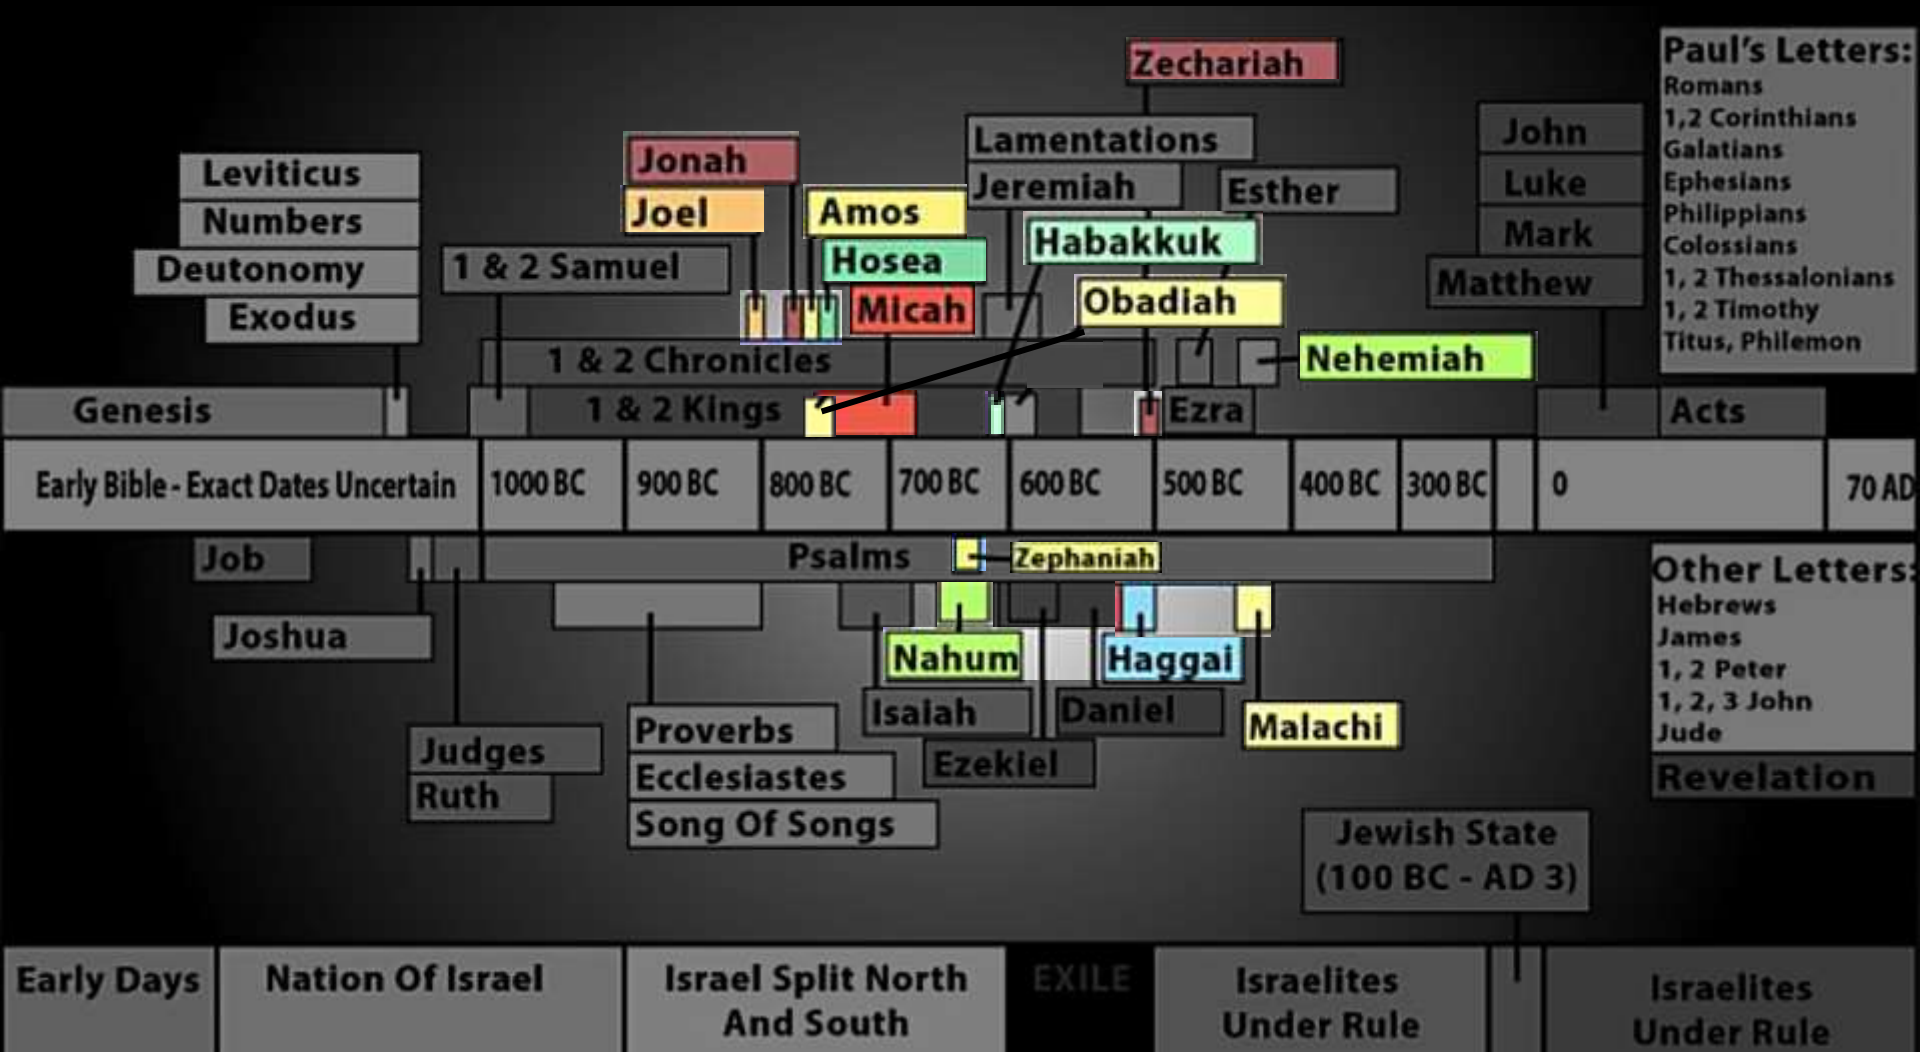 Zechariah
Paul's Letters:
Romans
1,2 Corinthians
Galatians
Ephesians
Philippians
Colossians
1, 2 Thessalonians
1, 2 Timothy
Titus, Philemon
Lamentations
John
Jonah
Leviticus
Jeremiah
Esther
Luke
Joel
Amos
Numbers
Habakkuk
Mark
Hosea
Deutonomy
1 & 2 Samuel
Matthew
Obadiah
Micah
Exodus
1 & 2 Chronicles
Nehemiah
Genesis
1 & 2 Kings
Ezra
Acts
Early Bible - Exact Dates Uncertain
1000 BC
900 BC
800 BC
700 BC
600 BC
500 BC
400 BC
300 BC
0
70 AD
Job
Psalms
Zephaniah
Other Letters:
Hebrews
James
1, 2 Peter
1, 2, 3 John
Jude
Revelation
Joshua
Nahum
Haggai
Isaiah
Daniel
Malachi
Proverbs
Judges
Ezekiel
Ecclesiastes
Ruth
Song Of Songs
Jewish State
(100 BC - AD 3)
Early Days
Nation Of Israel
Israel Split North
And South
EXILE
Israelites
Under Rule
Israelites
Under Rule